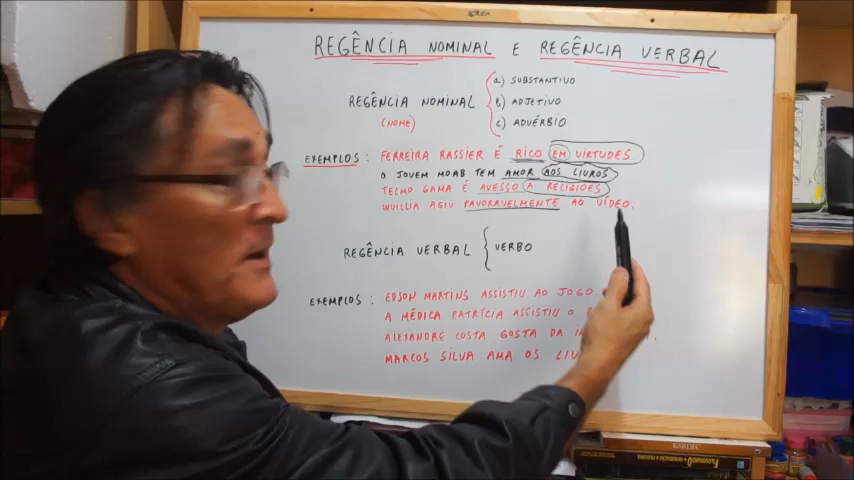 REGÊNCIA NOMINAL E REGÊNCIA VERBAL
REGÊNCIA NOMINAL
(NOME)
a) SUBSTANTIVO
b) ADJETIVO
c) ADVÉRBIO
EXEMPLOS : FERREIRA RASSIER É RICO EM VIRTUDES.
O JOVEM MOAB TEM AMOR AOS LIVROS
TELMO GAMA É AVESSO A RELIGIÕES
WUILLIA AGIU FAVORAVELMENTE AO VÍDEO.
REGÊNCIA VERBAL { VERBO
EXEMPLOS : EDSON MARTINS ASSISTIU AO JOGO.
A MÉDICA PATRÍCIA ASSISTIU O
ALEXANDRE COSTA GOSTA DA
MARCOS SILVA AMA OS